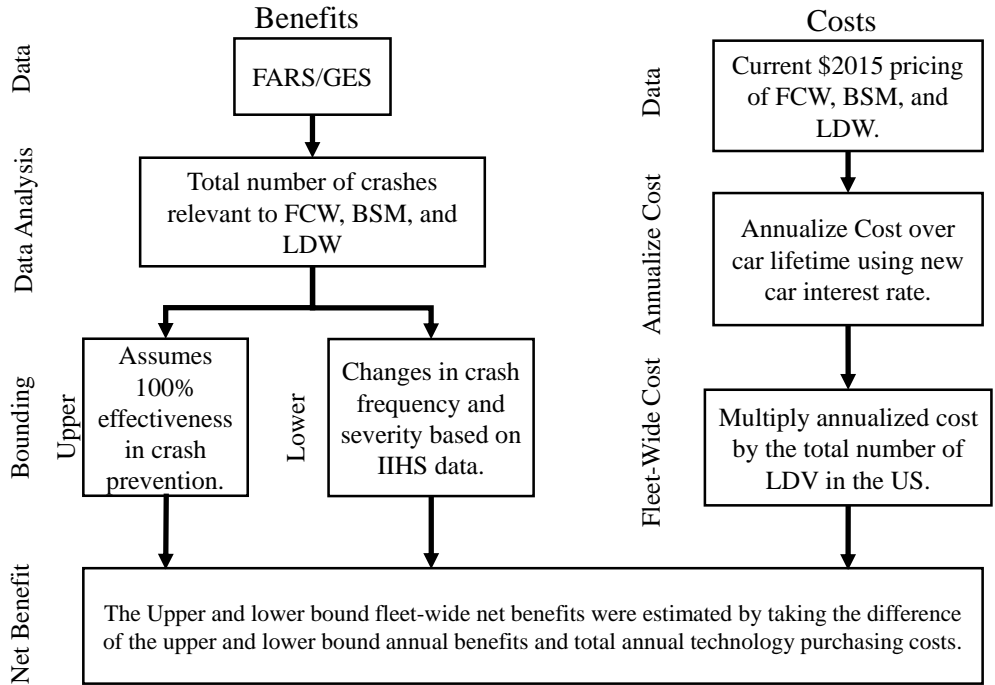 Benefits
Data
FARS/GES
Data Analysis
Total number of crashes
relevant to FCW, BSM, and
LDW
Bounding
Upper
Assumes
100%
effectiveness
in crash
prevention.
Lower
Changes in crash
frequency and
severity based on
IIHS data.
Costs
Data
Current $2015 pricing
of FCW, BSM, and
LDW.
Annualize Cost
Annualize Cost over
car lifetime using new
car interest rate.
Fleet-Wide Cost
Multiply annualized cost
by the total number of
LDV in the US.
Net Benefit
The Upper and lower bound fleet-wide net benefits were estimated by taking the difference
of the upper and lower bound annual benefits and total annual technology purchasing costs.